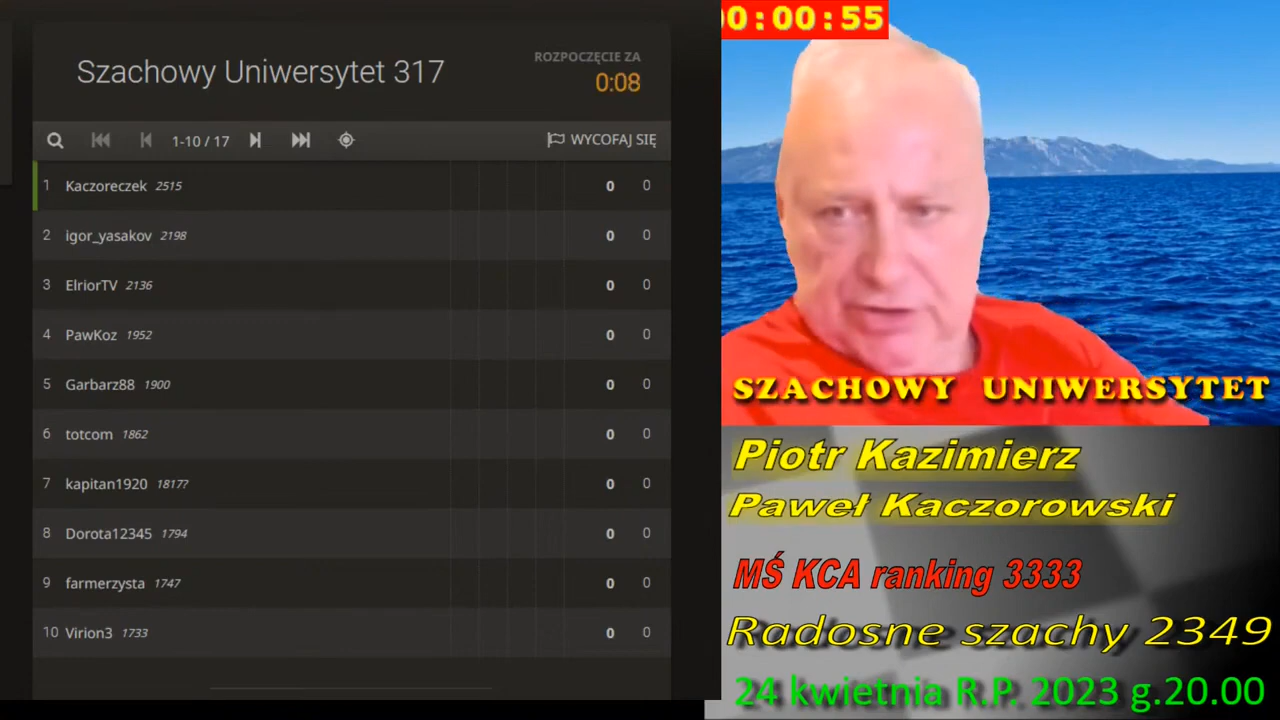 Szachowy Uniwersytet 317
ROZPOCZĘCIE ZA
0:08
1-10 / 17
WYCOFAJ SIĘ
1 Kaczoreczek 2515 0 0
2 igor_yasakov 2198 0 0
3 ElriorTV 2136 0 0
4 PawKoz 1952 0 0
5 Garbarz88 1900 0 0
6 totcom 1862 0 0
7 kapitan1920 1817? 0 0
8 Dorota12345 1794 0 0
9 farmerzysta 1747 0 0
10 Virion3 1733 0 0
0:00:55
SZACHOWY UNIWERSYTET
Piotr Kazimierz
Paweł Kaczorowski
MŚ KCA ranking 3333
Radosne szachy 2349
24 kwietnia R.P. 2023 g.20.00